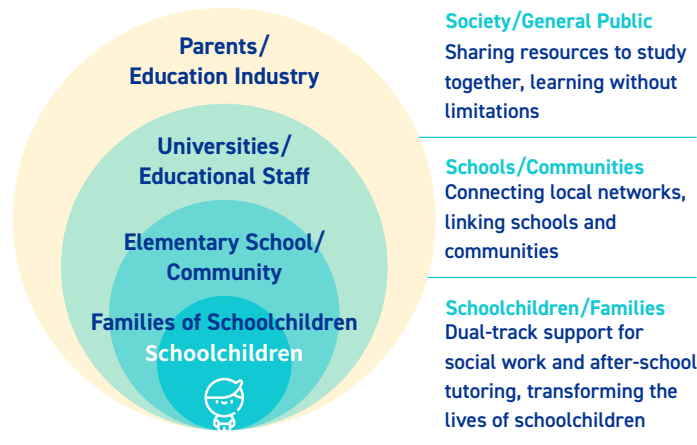 Parents/
Education Industry
Universities/
Educational Staff
Elementary School/
Community
Families of Schoolchildren
Schoolchildren
Society/General Public
Sharing resources to study
together, learning without
limitations
Schools/Communities
Connecting local networks,
linking schools and
communities
Schoolchildren/Families
Dual-track support for
social work and after-school
tutoring, transforming the
lives of schoolchildren